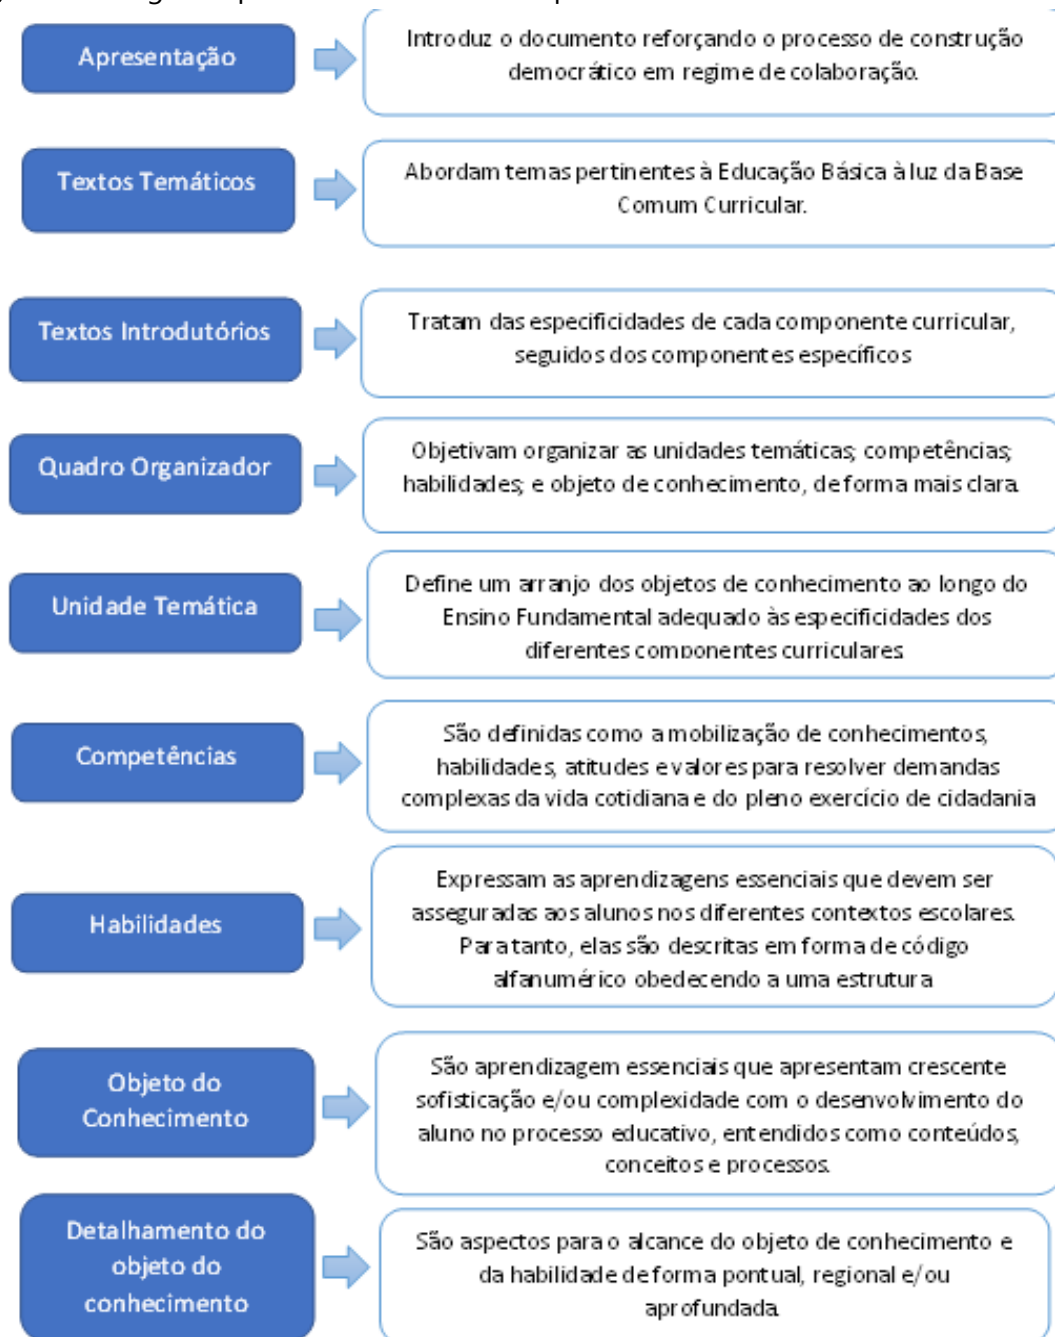 Apresentação
Introduz o documento reforçando o processo de construção
democrático em regime de colaboração.
Textos Temáticos
Abordam temas pertinentes à Educação Básica à luz da Base
Comum Curricular.
Textos Introdutórios
Tratam das especificidades de cada componente curricular,
seguidos dos componentes específicos
Quadro Organizador
Objetivam organizar as unidades temáticas; competências;
habilidades; e objeto de conhecimento, de forma mais clara.
Unidade Temática
Define um arranjo dos objetos de conhecimento ao longo do
Ensino Fundamental adequado às especificidades dos
diferentes componentes curriculares
Competências
São definidas como a mobilização de conhecimentos,
habilidades, atitudes e valores para resolver demandas
complexas da vida cotidiana e do pleno exercício de cidadania
Habilidades
Expressam as aprendizagens essenciais que devem ser
asseguradas aos alunos nos diferentes contextos escolares.
Para tanto, elas são descritas em forma de código
alfanumérico obedecendo a uma estrutura
Objeto do
Conhecimento
São aprendizagem essenciais que apresentam crescente
sofisticação e/ou complexidade com o desenvolvimento do
aluno no processo educativo, entendidos como conteúdos,
conceitos e processos.
Detalhamento do
objeto do
conhecimento
São aspectos para o alcance do objeto de conhecimento e
da habilidade de forma pontual, regional e/ou
aprofundada.